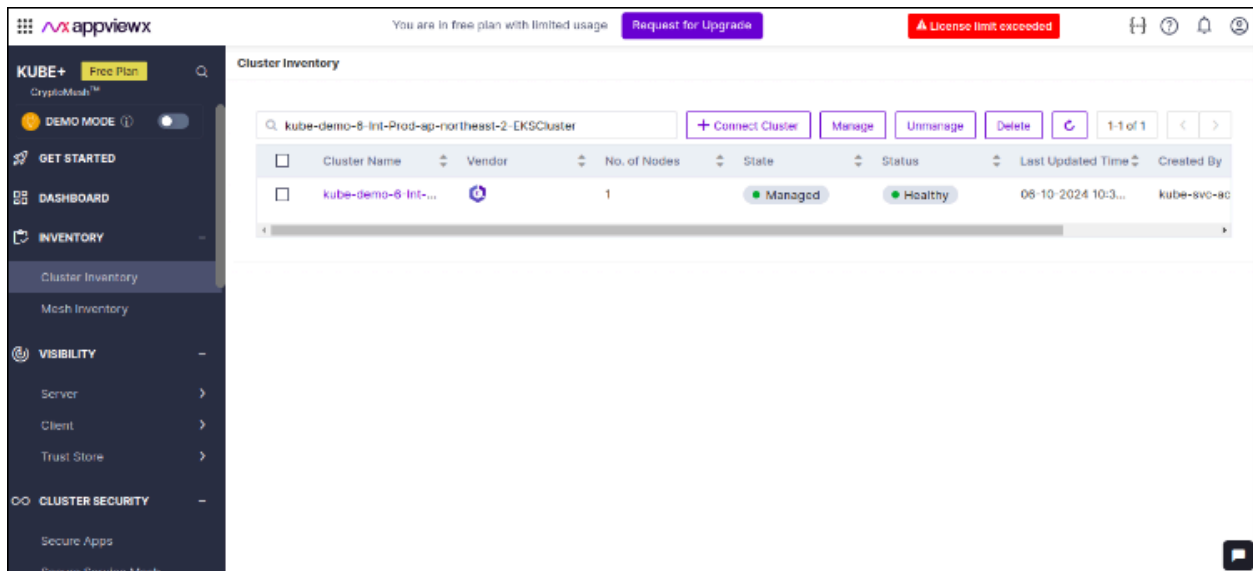 appviewx
You are in free plan with limited usage
Request for Upgrade
License limit exceeded
KUBE+ Free Plan
CryptoMesh™
DEMO MODE
GET STARTED
DASHBOARD
INVENTORY
Cluster Inventory
Mesh Inventory
VISIBILITY
Server
Client
Trust Store
CLUSTER SECURITY
Secure Apps
Cluster Inventory
kube-demo-6-Int-Prod-ap-northeast-2-EKSCluster
+ Connect Cluster
Manage
Unmanage
Delete
1-1 of 1
Cluster Name Vendor No. of Nodes State Status Last Updated Time Created By
kube-demo-6-Int-... 1 Managed Healthy 06-10-2024 10:3... kube-svc-ac